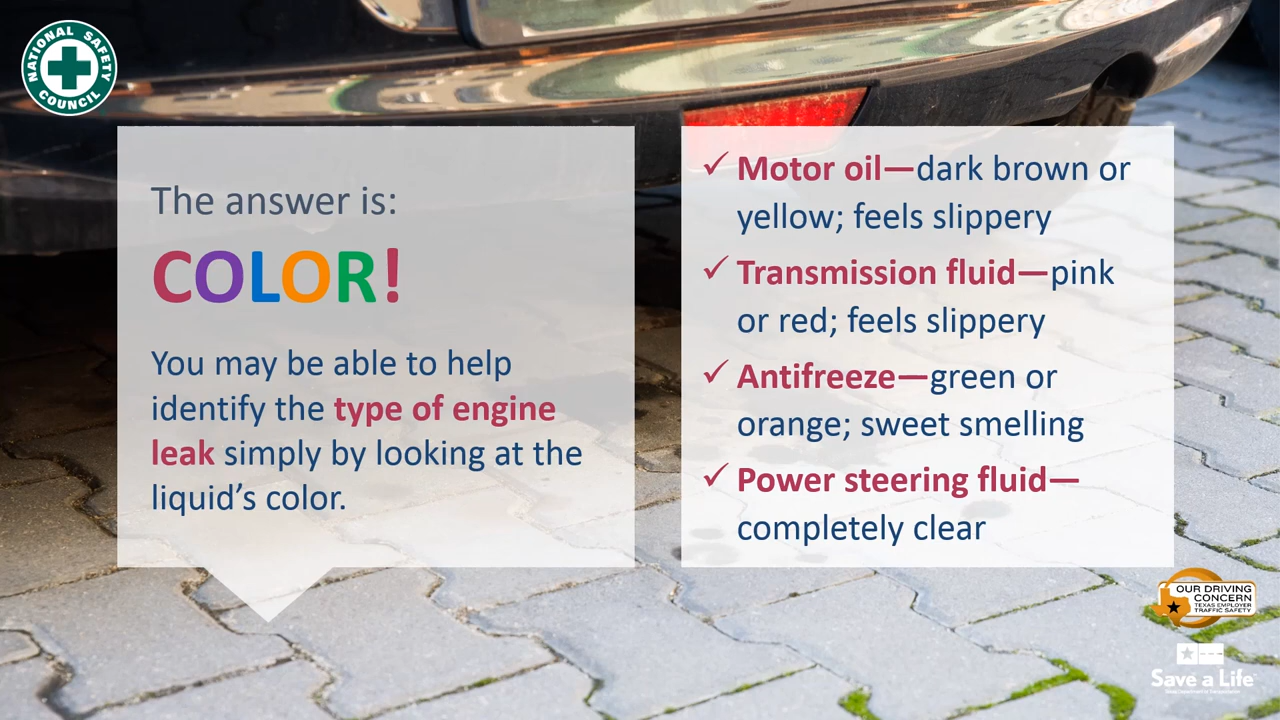 NATIONAL SAFETY COUNCIL
The answer is:
COLOR!
You may be able to help
identify the type of engine
leak simply by looking at the
liquid’s color.
✓ Motor oil—dark brown or
yellow; feels slippery
✓ Transmission fluid—pink
or red; feels slippery
✓ Antifreeze—green or
orange; sweet smelling
✓ Power steering fluid—
completely clear
OUR DRIVING
CONCERN
TEXAS EMPLOYER
TRAFFIC SAFETY
Save a Life